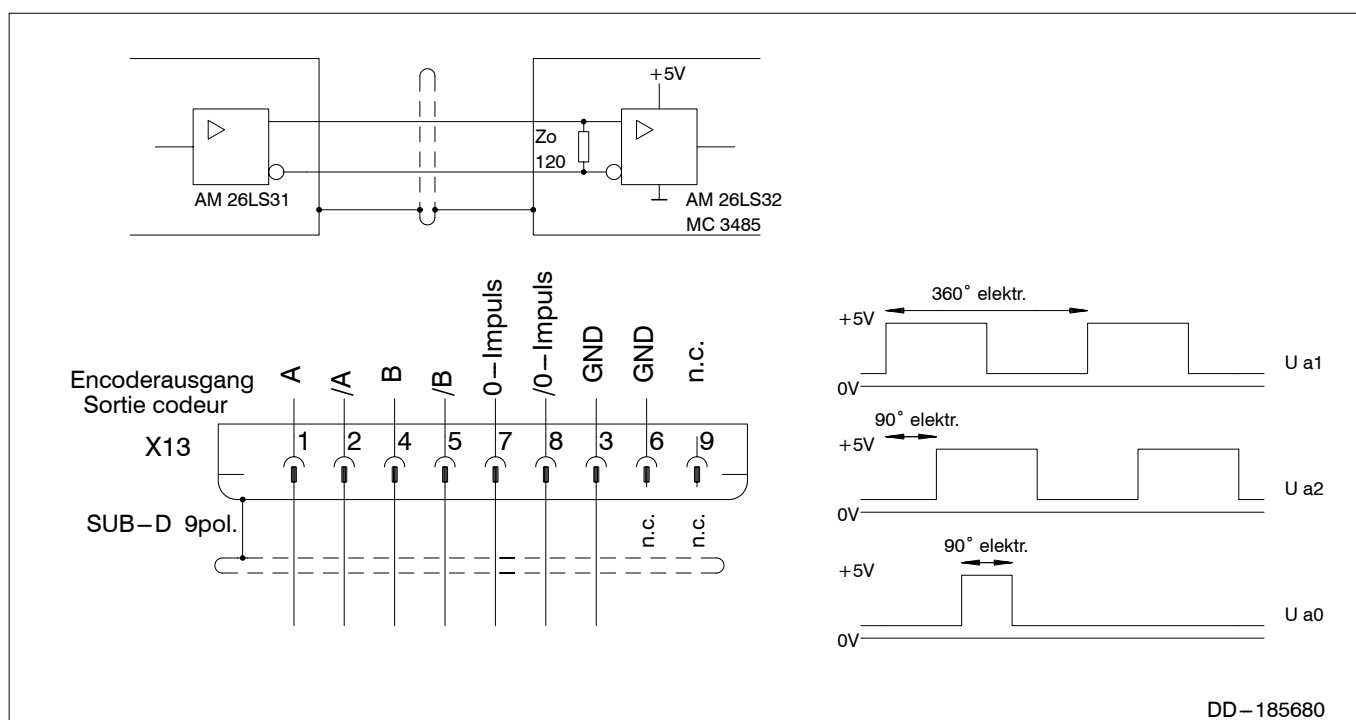 +5V
Zo
120
AM 26LS31
AM 26LS32
MC 3485
Encoderausgang
Sortie codeur
A
/A
B
/B
0-Impuls
/0-Impuls
GND
GND
n.c.
X13
1 2 4 5 7 8 3 6 9
SUB-D 9pol.
n.c.
n.c.
360° elektr.
+5V
0V
U a1
90° elektr.
+5V
0V
U a2
90° elektr.
+5V
0V
U a0
DD-185680